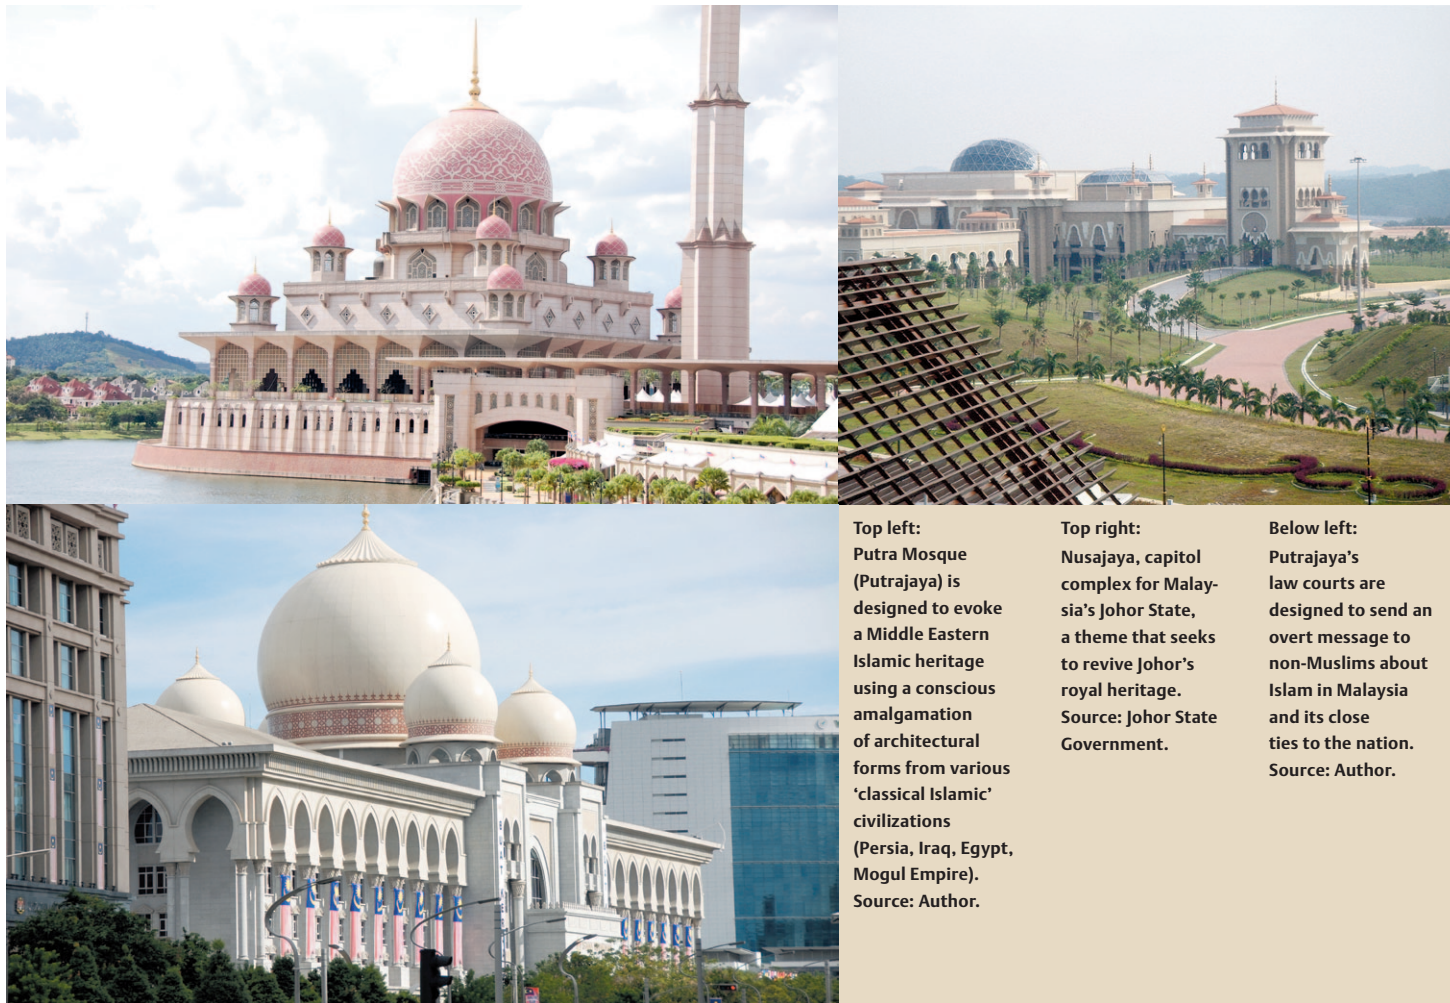 Top left:
Putra Mosque
(Putrajaya) is
designed to evoke
a Middle Eastern
Islamic heritage
using a conscious
amalgamation
of architectural
forms from various
‘classical Islamic’
civilizations
(Persia, Iraq, Egypt,
Mogul Empire).
Source: Author.
Top right:
Nusajaya, capitol
complex for Malay-
sia’s Johor State,
a theme that seeks
to revive Johor’s
royal heritage.
Source: Johor State
Government.
Below left:
Putrajaya’s
law courts are
designed to send an
overt message to
non-Muslims about
Islam in Malaysia
and its close
ties to the nation.
Source: Author.